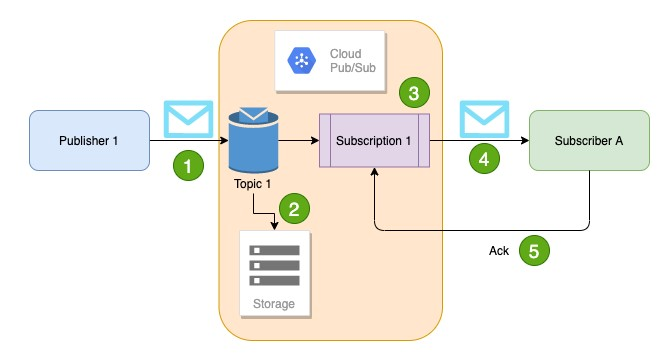 Cloud
Pub/Sub
3
Publisher 1
1
Topic 1
Subscription 1
4
Subscriber A
2
Storage
Ack
5